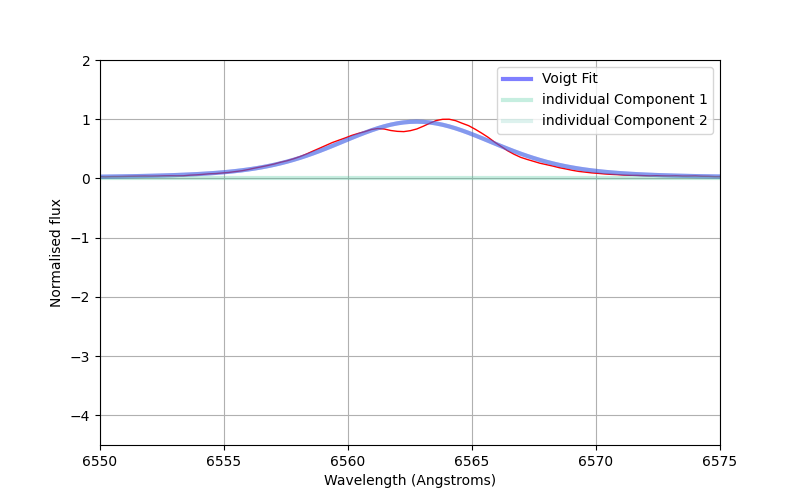 Voigt Fit
individual Component 1
individual Component 2
2
1
0
−1
−2
−3
−4
Normalised flux
6550 6555 6560 6565 6570 6575
Wavelength (Angstroms)